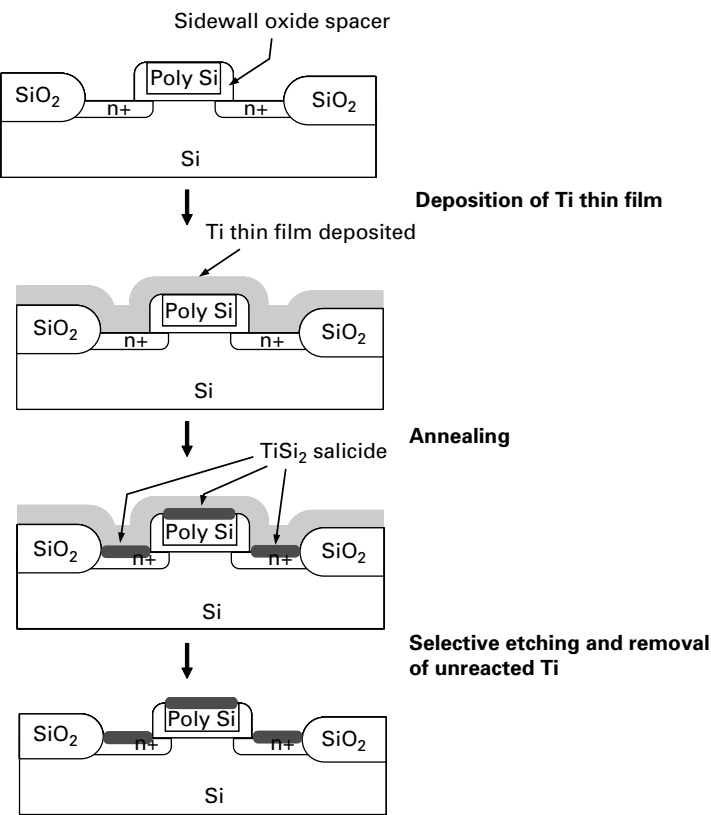 Sidewall oxide spacer
Poly Si
SiO2
SiO2
n+
n+
Si
Deposition of Ti thin film
Ti thin film deposited
Poly Si
SiO2
SiO2
n+
n+
Si
Annealing
TiSi2 salicide
Poly Si
SiO2
SiO2
n+
n+
Si
Selective etching and removal
of unreacted Ti
Poly Si
SiO2
SiO2
n+
n+
Si